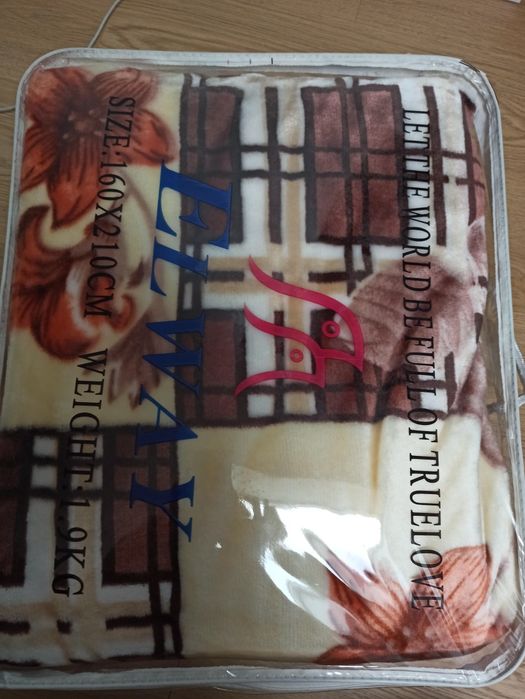 LET THE WORLD BE FULL OF TRUELOVE
ELWAY
SIZE:160X210CM WEIGHT:1.9KG